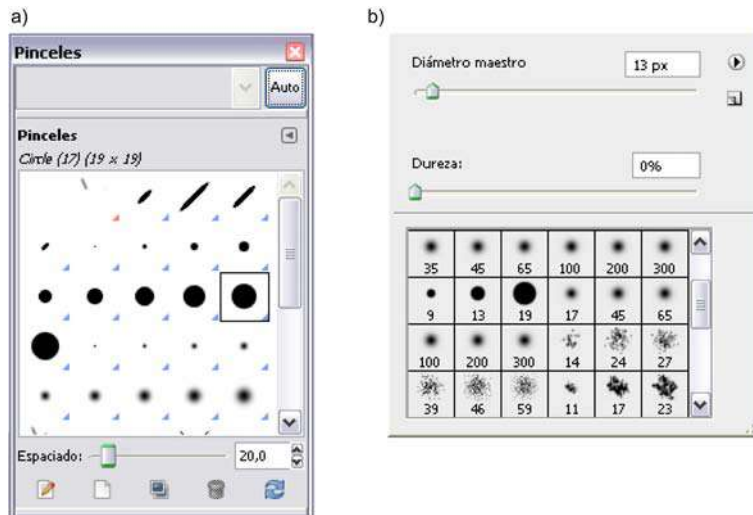 a)
Pinceles
Auto
Pinceles
Circle (17) (19 × 19)
Espaciado:
20,0
b)
Diámetro maestro
13 px
Dureza:
0%
35 45 65 100 200 300
9 13 19 17 45 65
100 200 300 14 24 27
39 46 59 11 17 23